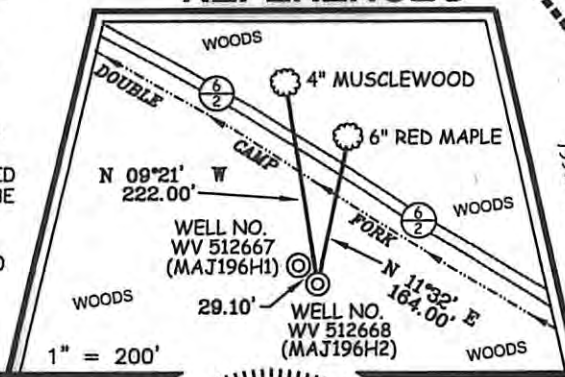 WOODS
4" MUSCLEWOOD
6
2
DOUBLE
6" RED MAPLE
CAMP
N 09°21' W
222.00'
FORK
6
2
WOODS
WELL NO.
WV 512667
(MAJ196H1)
N 11°32' E
164.00'
29.10'
WELL NO.
WV 512668
(MAJ196H2)
WOODS
1" = 200'
WOODS